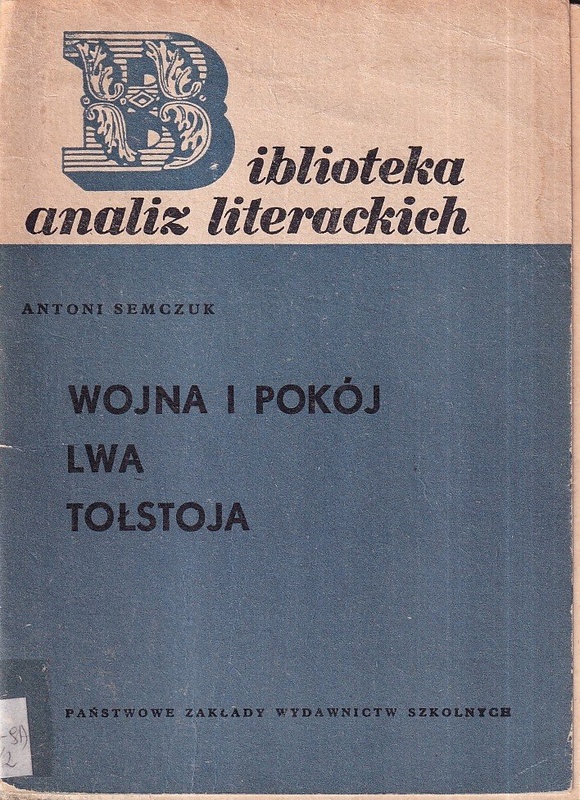 Biblioteka
analiz literackich
ANTONI SEMCZUK
WOJNA I POKÓJ
LWA
TOŁSTOJA
PAŃSTWOWE ZAKŁADY WYDAWNICTW SZKOLNYCH